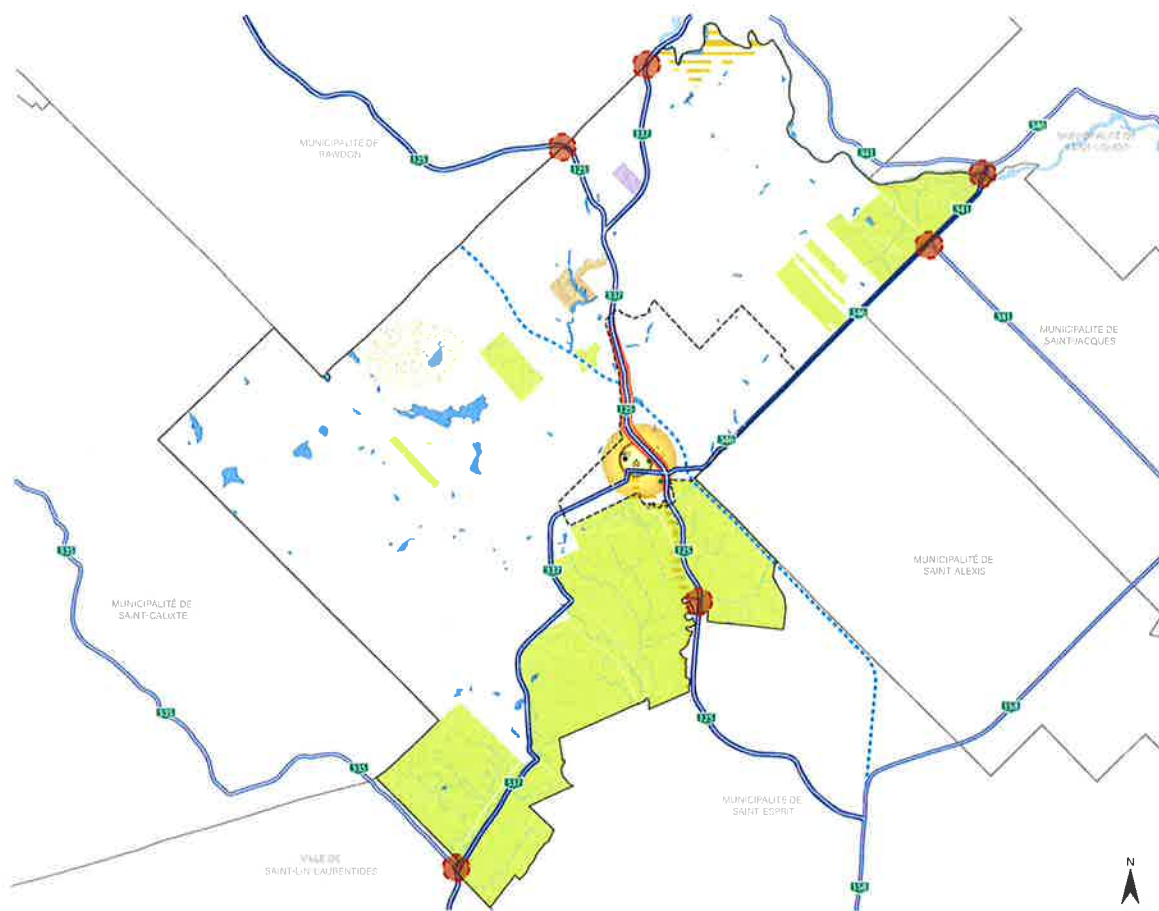 337
346
MUNICIPALITÉ DE
RAWDON
125
341
125
341
337
346
341
MUNICIPALITÉ DE
SAINT-JACQUES
125
346
125
337
MUNICIPALITÉ DE
SAINT-ALEXIS
335
MUNICIPALITÉ DE
SAINT-CALIXTE
158
335
125
335
337
MUNICIPALITÉ DE
SAINT-ESPRIT
VILLE DE
SAINT-LIN-LAURENTIDES
158
N